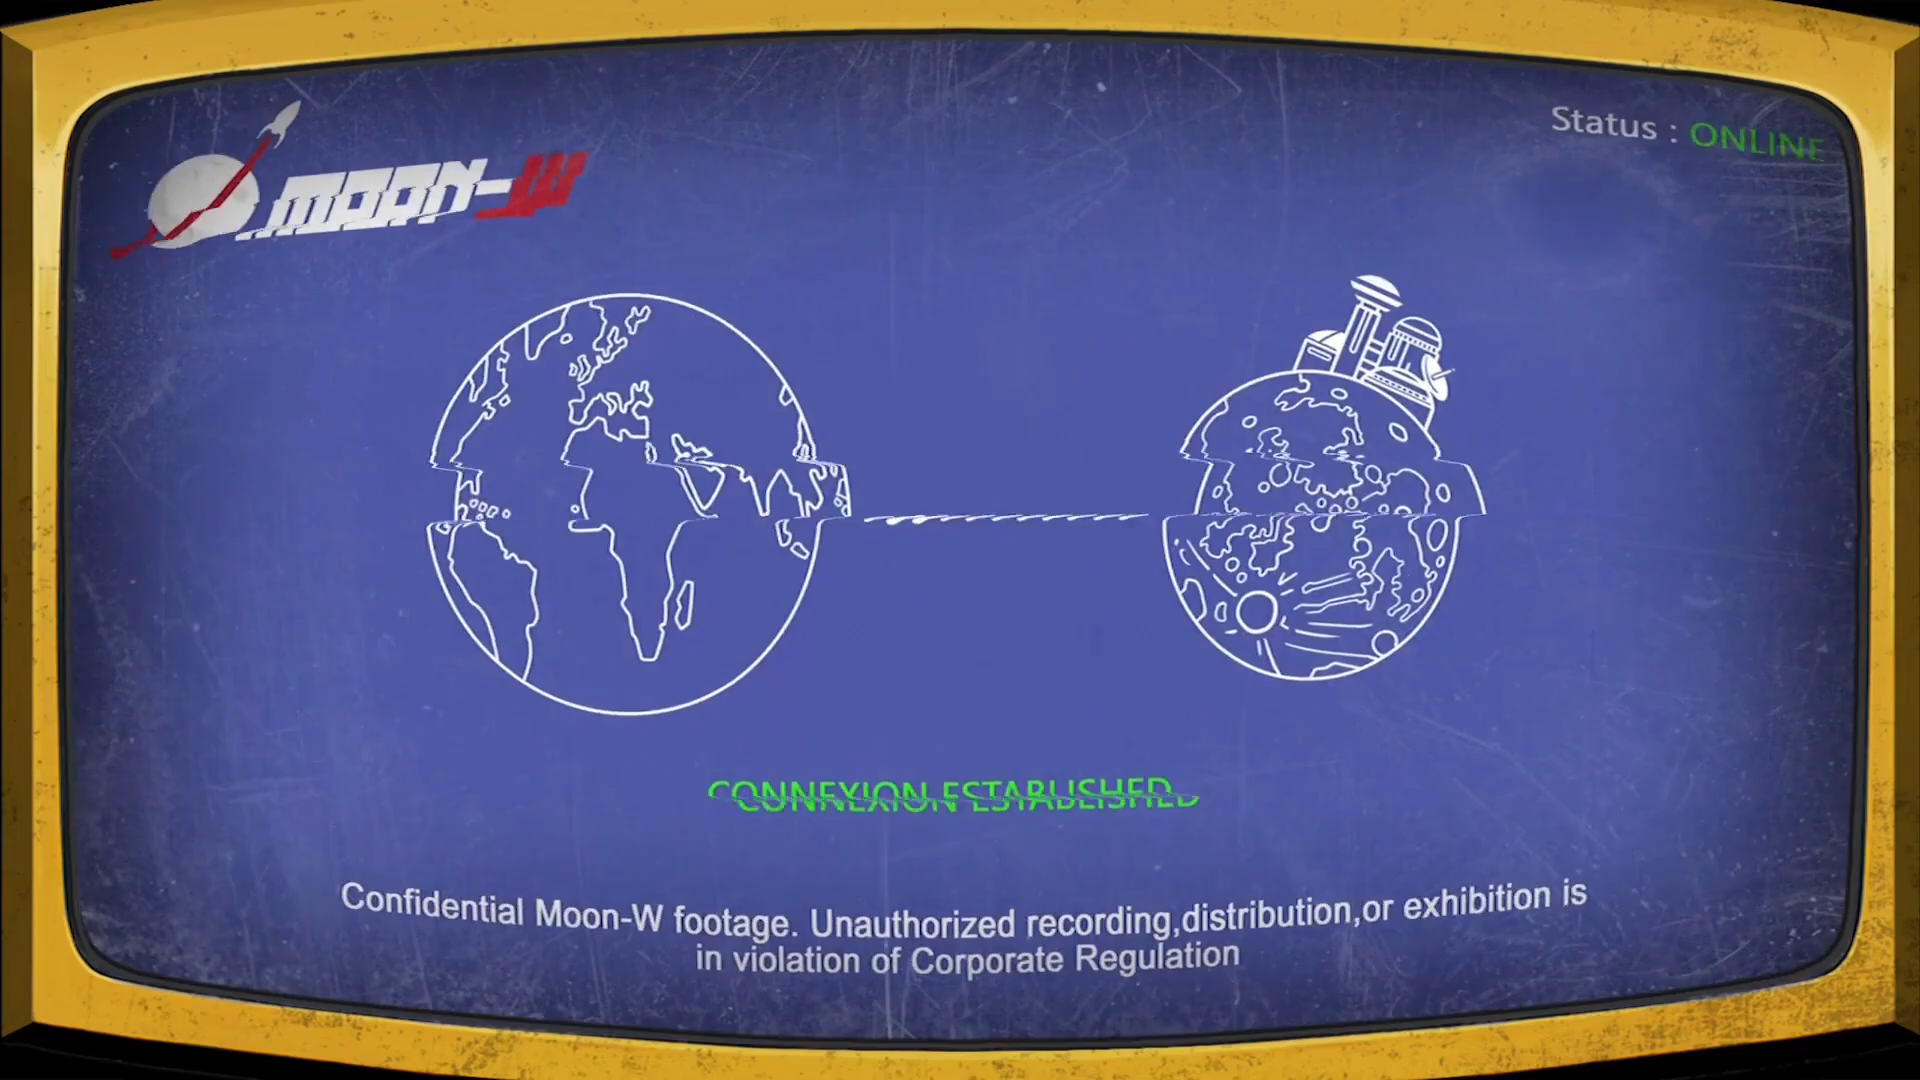 MOON-W
Status : ONLINE
CONNEXION ESTABLISHED
Confidential Moon-W footage. Unauthorized recording,distribution,or exhibition is
in violation of Corporate Regulation